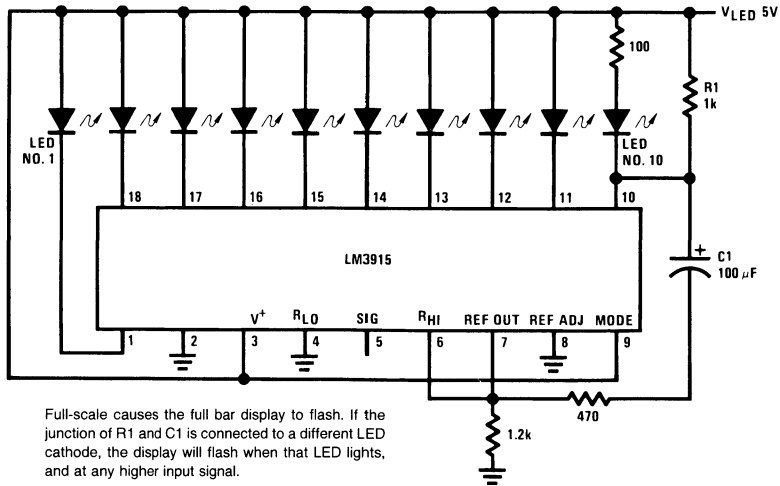 V_LED 5V
100
R1
1k
LED
NO. 1
LED
NO. 10
18 17 16 15 14 13 12 11 10
LM3915
C1
100 µF
+
V+ R_LO SIG R_HI REF OUT REF ADJ MODE
1 2 3 4 5 6 7 8 9
470
1.2k
Full-scale causes the full bar display to flash. If the
junction of R1 and C1 is connected to a different LED
cathode, the display will flash when that LED lights,
and at any higher input signal.